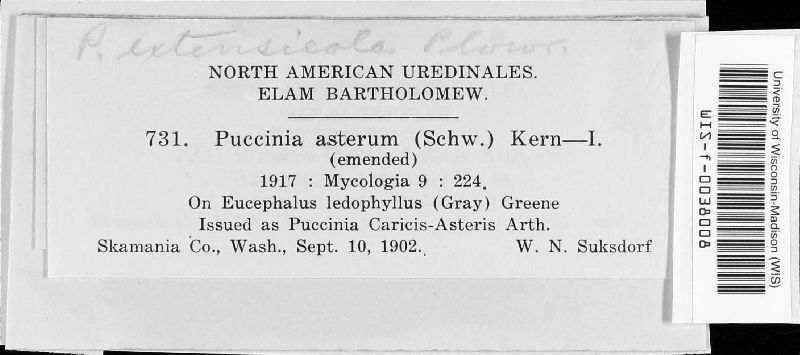 P. extensicola Plowr.
NORTH AMERICAN UREDINALES.
ELAM BARTHOLOMEW.
731. Puccinia asterum (Schw.) Kern—I.
(emended)
1917 : Mycologia 9 : 224.
On Eucephalus ledophyllus (Gray) Greene
Issued as Puccinia Caricis-Asteris Arth.
Skamania Co., Wash., Sept. 10, 1902. W. N. Suksdorf
University of Wisconsin-Madison (WIS)
WIS-f-0038008